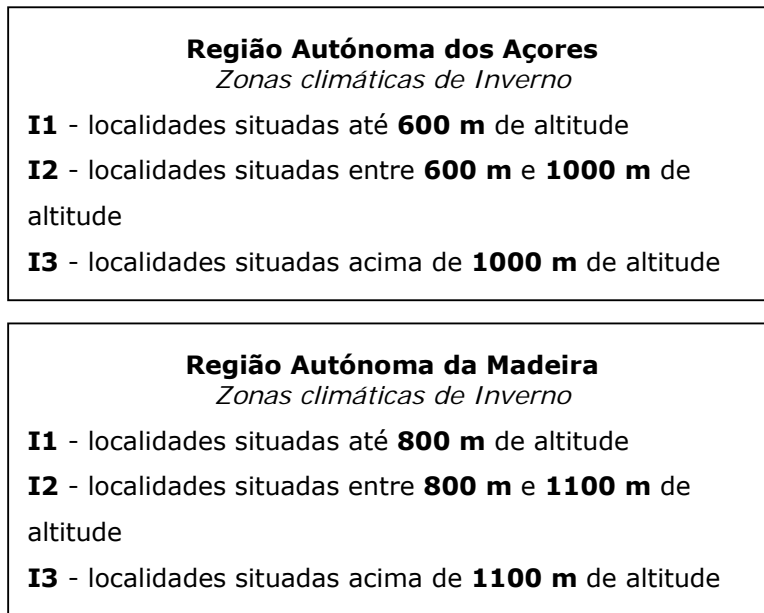 Região Autónoma dos Açores
Zonas climáticas de Inverno
I1 - localidades situadas até 600 m de altitude
I2 - localidades situadas entre 600 m e 1000 m de
altitude
I3 - localidades situadas acima de 1000 m de altitude
Região Autónoma da Madeira
Zonas climáticas de Inverno
I1 - localidades situadas até 800 m de altitude
I2 - localidades situadas entre 800 m e 1100 m de
altitude
I3 - localidades situadas acima de 1100 m de altitude